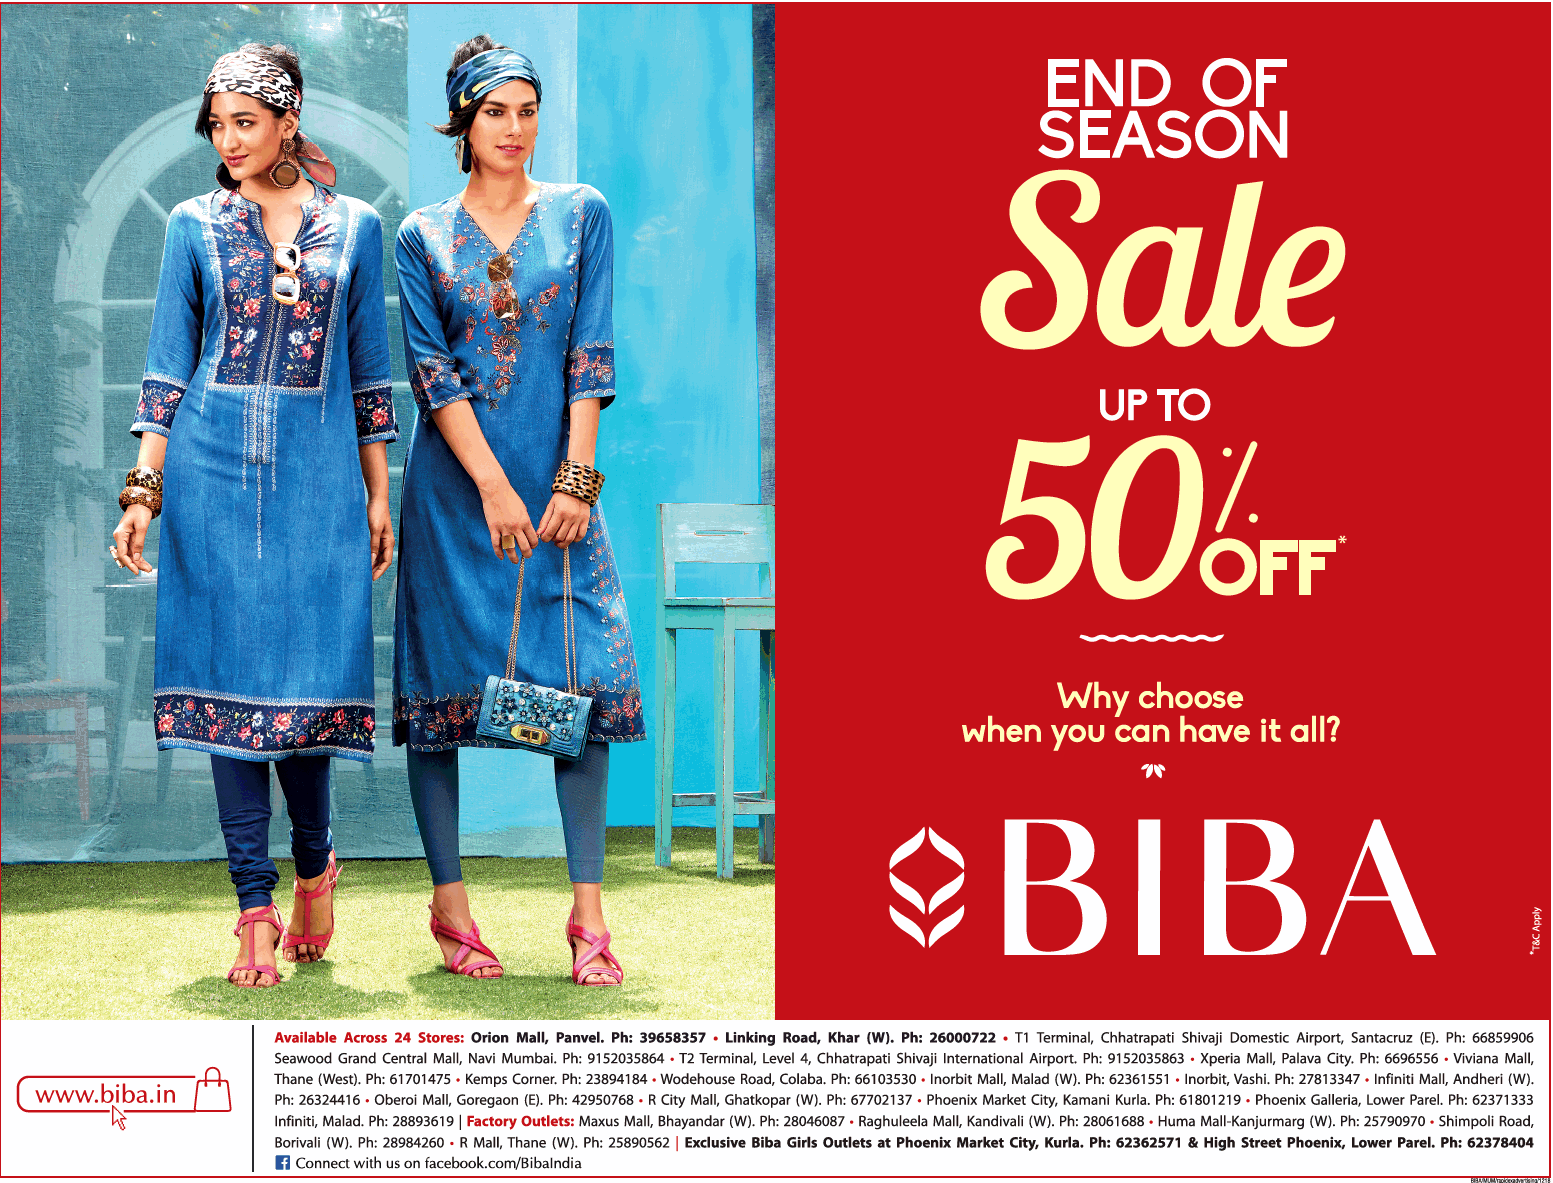 END OF
SEASON
Sale
UP TO
50%
OFF*
Why choose
when you can have it all?
BIBA
*T&C Apply
www.biba.in
Available Across 24 Stores: Orion Mall, Panvel. Ph: 39658357 • Linking Road, Khar (W). Ph: 26000722 • T1 Terminal, Chhatrapati Shivaji Domestic Airport, Santacruz (E). Ph: 66859906
Seawood Grand Central Mall, Navi Mumbai. Ph: 9152035864 • T2 Terminal, Level 4, Chhatrapati Shivaji International Airport. Ph: 9152035863 • Xperia Mall, Palava City. Ph: 6696556 • Viviana Mall,
Thane (West). Ph: 61701475 • Kemps Corner. Ph: 23894184 • Wodehouse Road, Colaba. Ph: 66103530 • Inorbit Mall, Malad (W). Ph: 62361551 • Inorbit, Vashi. Ph: 27813347 • Infiniti Mall, Andheri (W).
Ph: 26324416 • Oberoi Mall, Goregaon (E). Ph: 42950768 • R City Mall, Ghatkopar (W). Ph: 67702137 • Phoenix Market City, Kamani Kurla. Ph: 61801219 • Phoenix Galleria, Lower Parel. Ph: 62371333
Infiniti, Malad. Ph: 28893619 | Factory Outlets: Maxus Mall, Bhayandar (W). Ph: 28046087 • Raghuleela Mall, Kandivali (W). Ph: 28061688 • Huma Mall-Kanjurmarg (W). Ph: 25790970 • Shimpoli Road,
Borivali (W). Ph: 28984260 • R Mall, Thane (W). Ph: 25890562 | Exclusive Biba Girls Outlets at Phoenix Market City, Kurla. Ph: 62362571 & High Street Phoenix, Lower Parel. Ph: 62378404
Connect with us on facebook.com/BibaIndia
BIBA/MUM/rapidexadvertising/1218